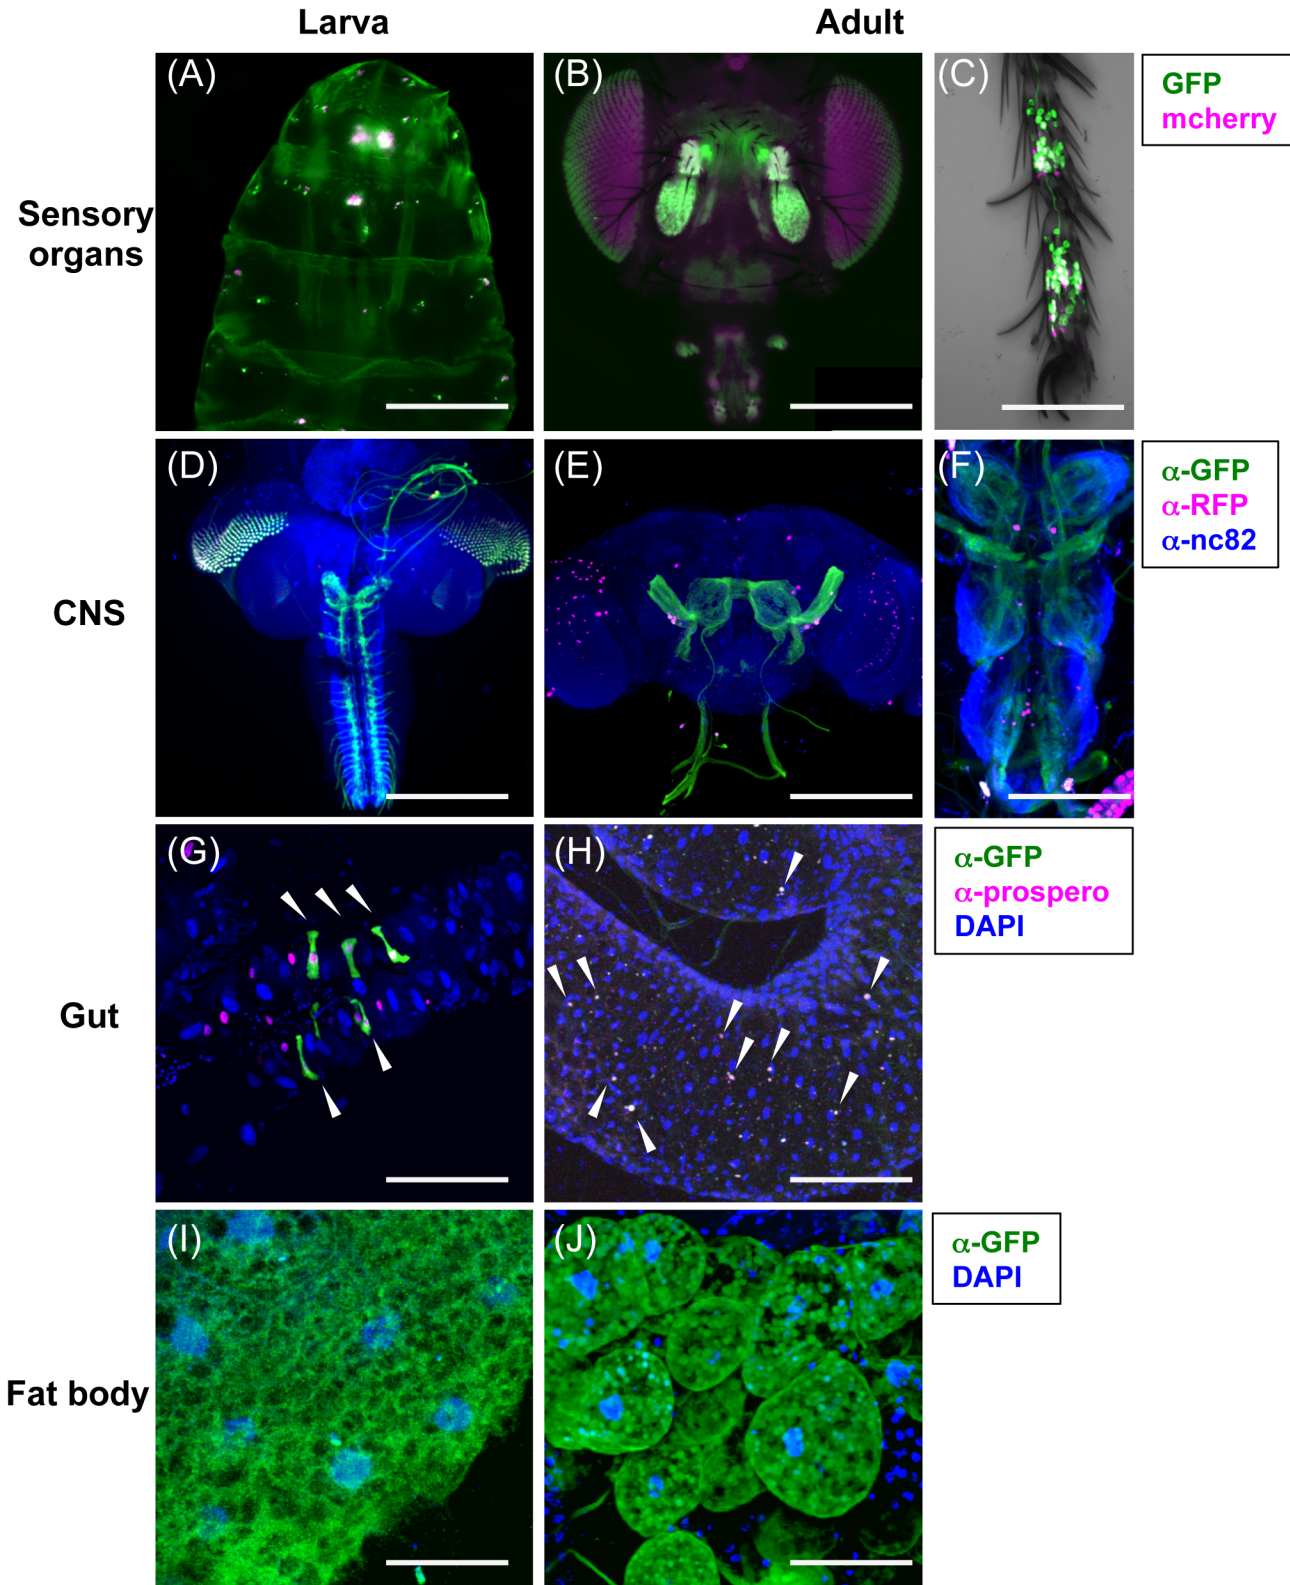 Larva
Adult
(A)
(B)
(C)
GFP
mcherry
Sensory
organs
(D)
(E)
(F)
α-GFP
α-RFP
α-nc82
CNS
(G)
(H)
α-GFP
α-prospero
DAPI
Gut
(I)
(J)
α-GFP
DAPI
Fat body